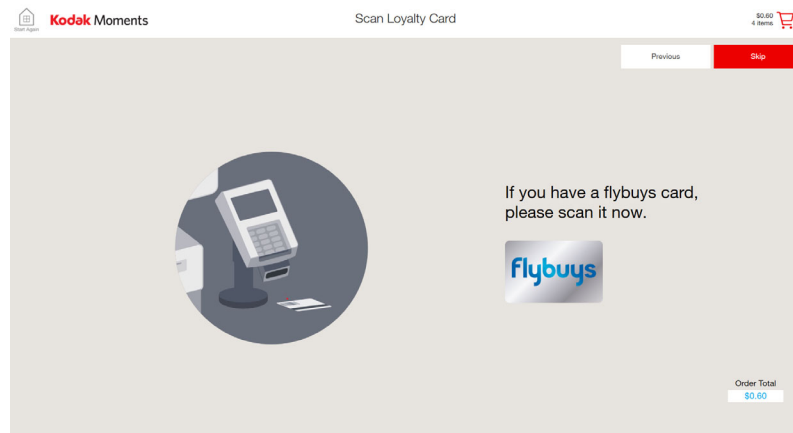 Start Again
Kodak Moments
Scan Loyalty Card
$0.60
4 items
Previous
Skip
If you have a flybuys card,
please scan it now.
flybuys
Order Total
$0.60